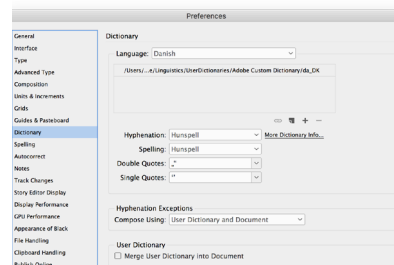 Preferences
General
Interface
Type
Advanced Type
Composition
Units & Increments
Grids
Guides & Pasteboard
Dictionary
Spelling
Autocorrect
Notes
Track Changes
Story Editor Display
Display Performance
GPU Performance
Appearance of Black
File Handling
Clipboard Handling
Publish Online
Dictionary
Language: Danish
/Users/...e/Linguistics/UserDictionaries/Adobe Custom Dictionary/da_DK
Hyphenation: Hunspell More Dictionary Info...
Spelling: Hunspell
Double Quotes: „”
Single Quotes: ‘’
Hyphenation Exceptions
Compose Using: User Dictionary and Document
User Dictionary
Merge User Dictionary into Document